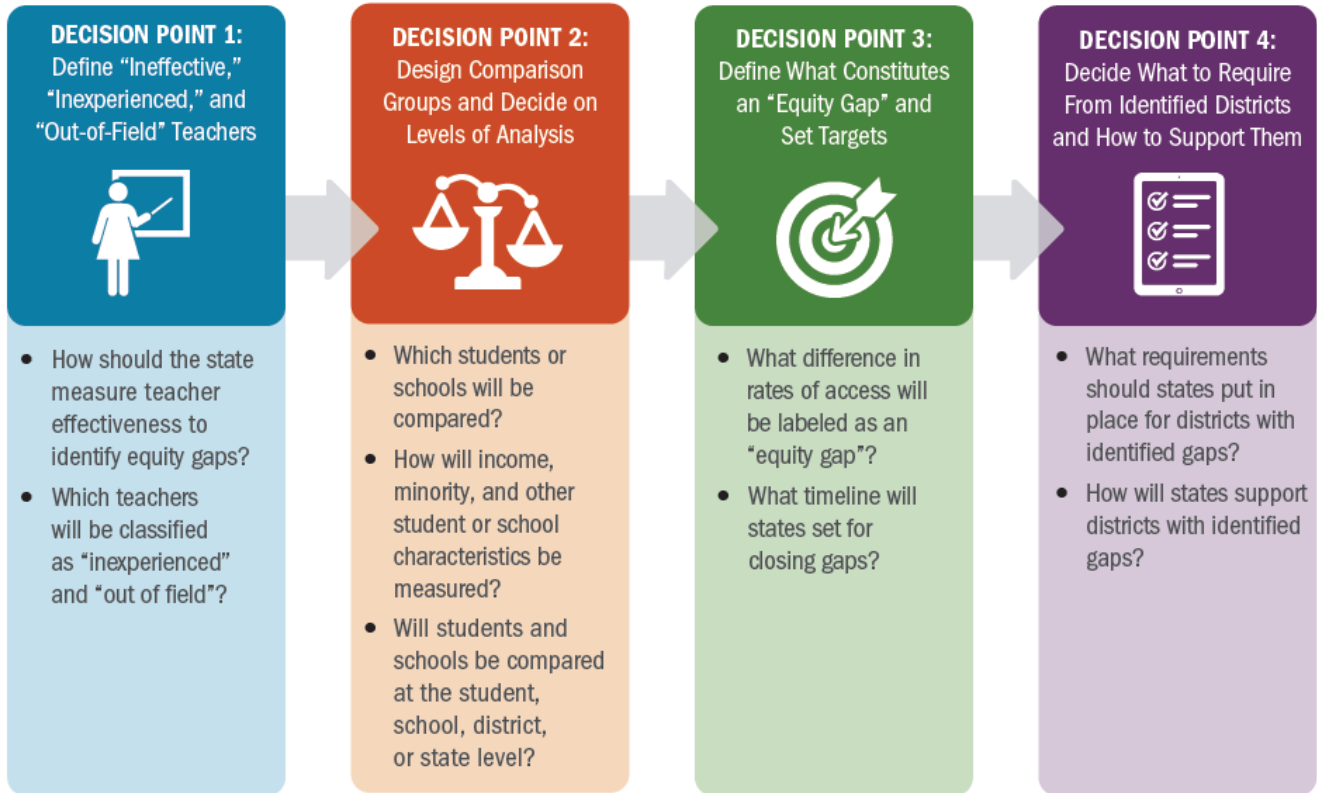 DECISION POINT 1:
Define “Ineffective,”
“Inexperienced,” and
“Out-of-Field” Teachers
• How should the state
measure teacher
effectiveness to
identify equity gaps?
• Which teachers
will be classified
as “inexperienced”
and “out of field”?
DECISION POINT 2:
Design Comparison
Groups and Decide on
Levels of Analysis
• Which students or
schools will be
compared?
• How will income,
minority, and other
student or school
characteristics be
measured?
• Will students and
schools be compared
at the student,
school, district,
or state level?
DECISION POINT 3:
Define What Constitutes
an “Equity Gap” and
Set Targets
• What difference in
rates of access will
be labeled as an
“equity gap”?
• What timeline will
states set for
closing gaps?
DECISION POINT 4:
Decide What to Require
From Identified Districts
and How to Support Them
• What requirements
should states put in
place for districts with
identified gaps?
• How will states support
districts with identified
gaps?